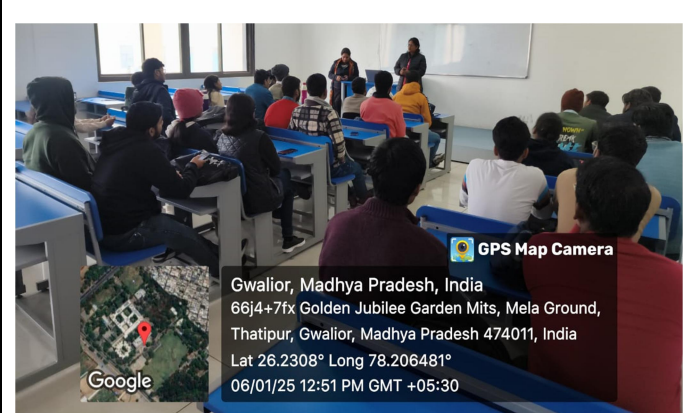 GPS Map Camera
Gwalior, Madhya Pradesh, India
66j4+7fx Golden Jubilee Garden Mits, Mela Ground,
Thatipur, Gwalior, Madhya Pradesh 474011, India
Lat 26.2308° Long 78.206481°
06/01/25 12:51 PM GMT +05:30
Google